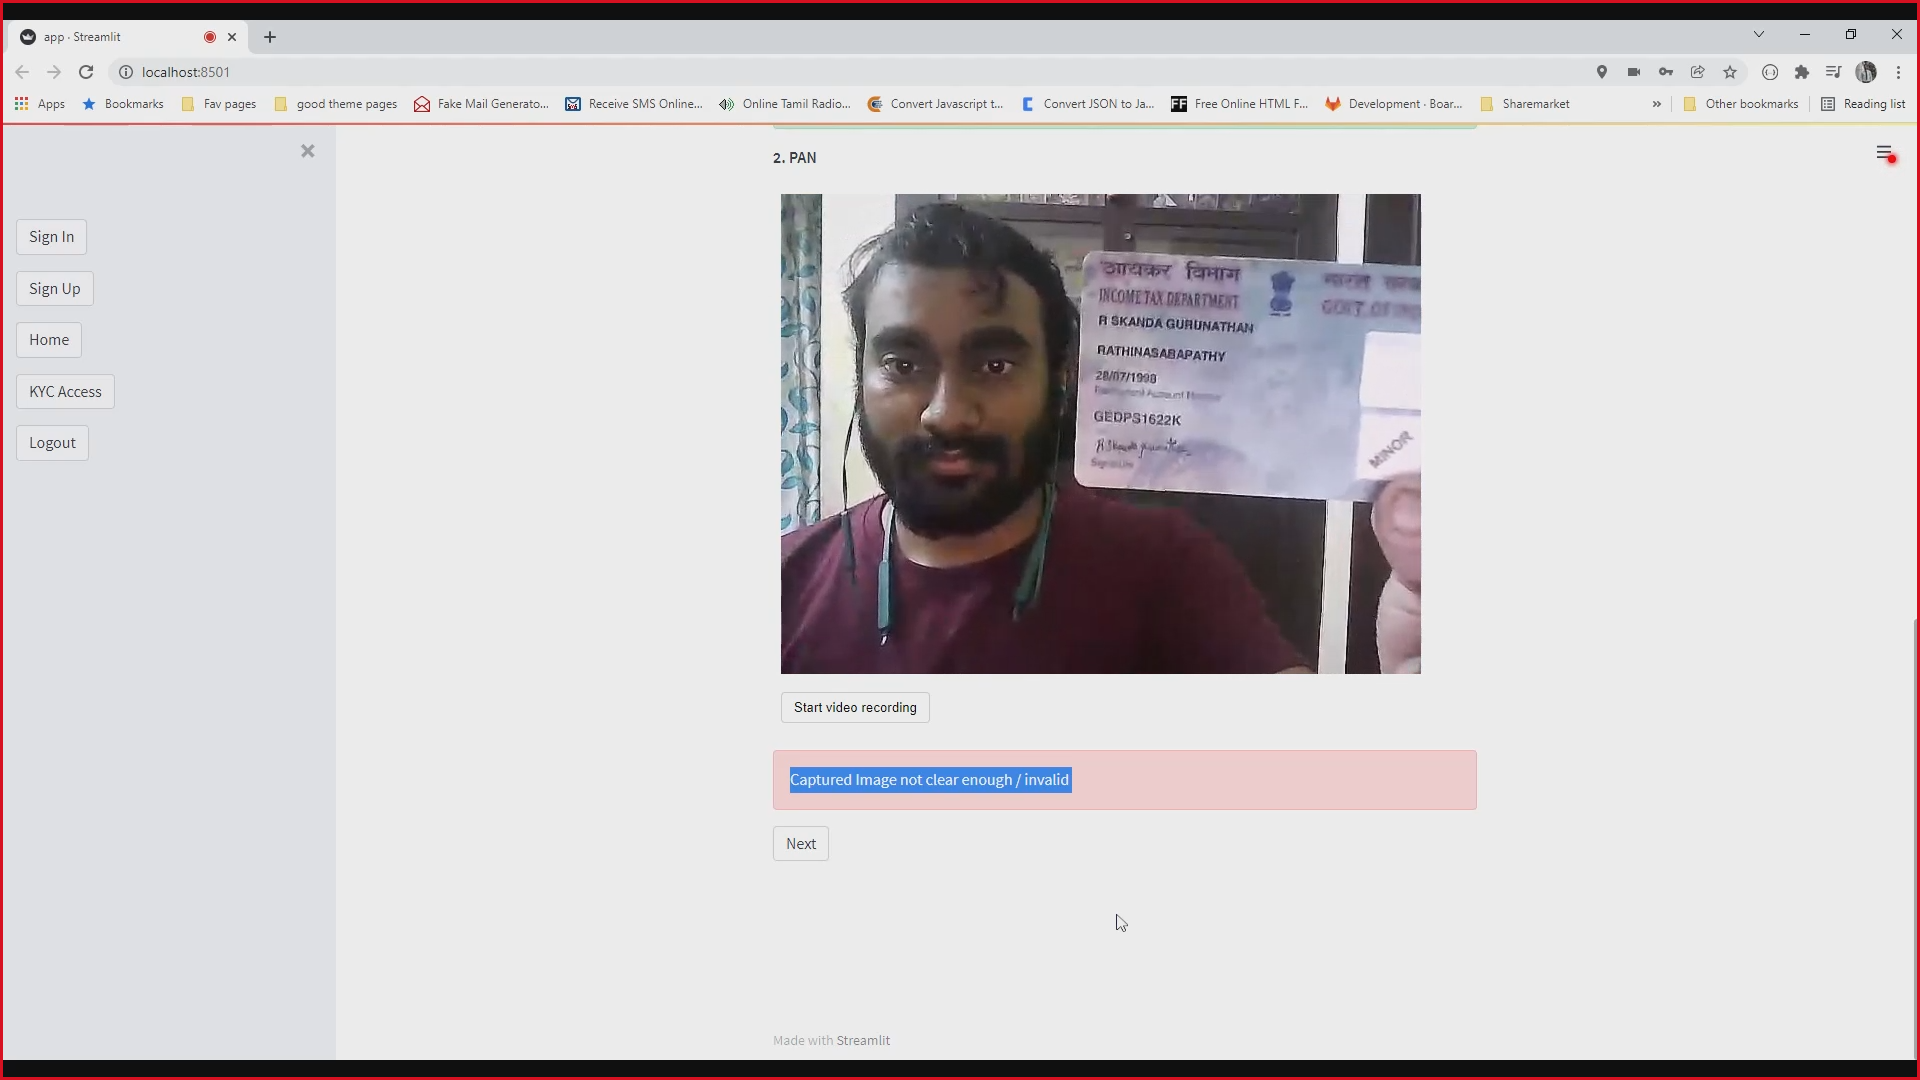 app · Streamlit
localhost:8501
Apps
Bookmarks
Fav pages
good theme pages
Fake Mail Generato...
Receive SMS Online...
Online Tamil Radio...
Convert Javascript t...
Convert JSON to Ja...
FF Free Online HTML F...
Development · Boar...
Sharemarket
»
Other bookmarks
Reading list
2. PAN
Sign In
Sign Up
Home
KYC Access
Logout
आयकर विभाग
INCOME TAX DEPARTMENT
GOVT. OF
R SKANDA GURUNATHAN
RATHINASABAPATHY
28/07/1998
Permanent Account Number
GEDPS1622K
Signature
MINOR
Start video recording
Captured Image not clear enough / invalid
Next
Made with Streamlit